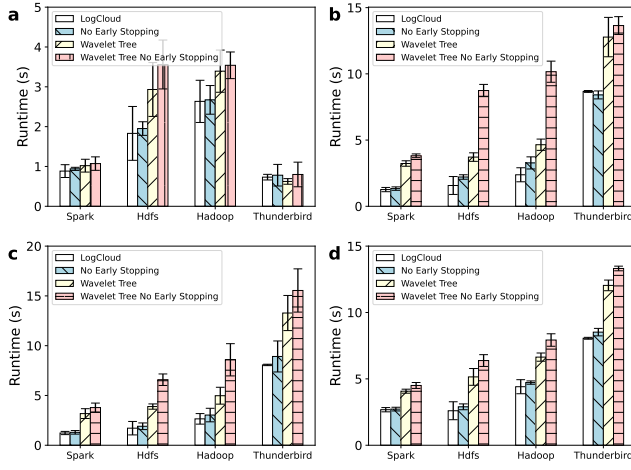 a
Runtime (s)
5
4
3
2
1
0
LogCloud
No Early Stopping
Wavelet Tree
Wavelet Tree No Early Stopping
Spark
Hdfs
Hadoop
Thunderbird
b
Runtime (s)
15
10
5
0
LogCloud
No Early Stopping
Wavelet Tree
Wavelet Tree No Early Stopping
Spark
Hdfs
Hadoop
Thunderbird
c
Runtime (s)
20
15
10
5
0
LogCloud
No Early Stopping
Wavelet Tree
Wavelet Tree No Early Stopping
Spark
Hdfs
Hadoop
Thunderbird
d
Runtime (s)
15
10
5
0
LogCloud
No Early Stopping
Wavelet Tree
Wavelet Tree No Early Stopping
Spark
Hdfs
Hadoop
Thunderbird